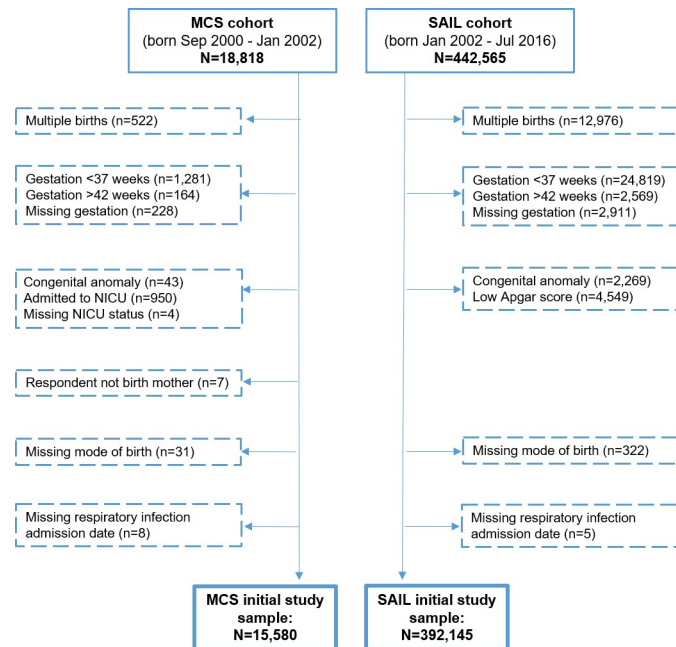 MCS cohort
(born Sep 2000 - Jan 2002)
N=18,818
SAIL cohort
(born Jan 2002 - Jul 2016)
N=442,565
Multiple births (n=522)
Multiple births (n=12,976)
Gestation <37 weeks (n=1,281)
Gestation >42 weeks (n=164)
Missing gestation (n=228)
Gestation <37 weeks (n=24,819)
Gestation >42 weeks (n=2,569)
Missing gestation (n=2,911)
Congenital anomaly (n=43)
Admitted to NICU (n=950)
Missing NICU status (n=4)
Congenital anomaly (n=2,269)
Low Apgar score (n=4,549)
Respondent not birth mother (n=7)
Missing mode of birth (n=31)
Missing mode of birth (n=322)
Missing respiratory infection
admission date (n=8)
Missing respiratory infection
admission date (n=5)
MCS initial study
sample:
N=15,580
SAIL initial study
sample:
N=392,145